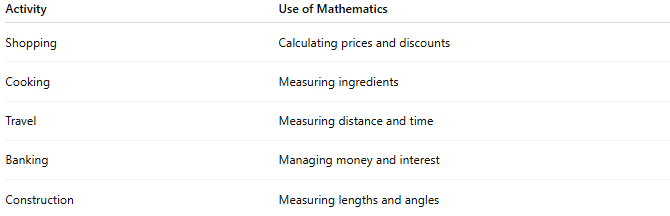 Activity Use of Mathematics
Shopping Calculating prices and discounts
Cooking Measuring ingredients
Travel Measuring distance and time
Banking Managing money and interest
Construction Measuring lengths and angles